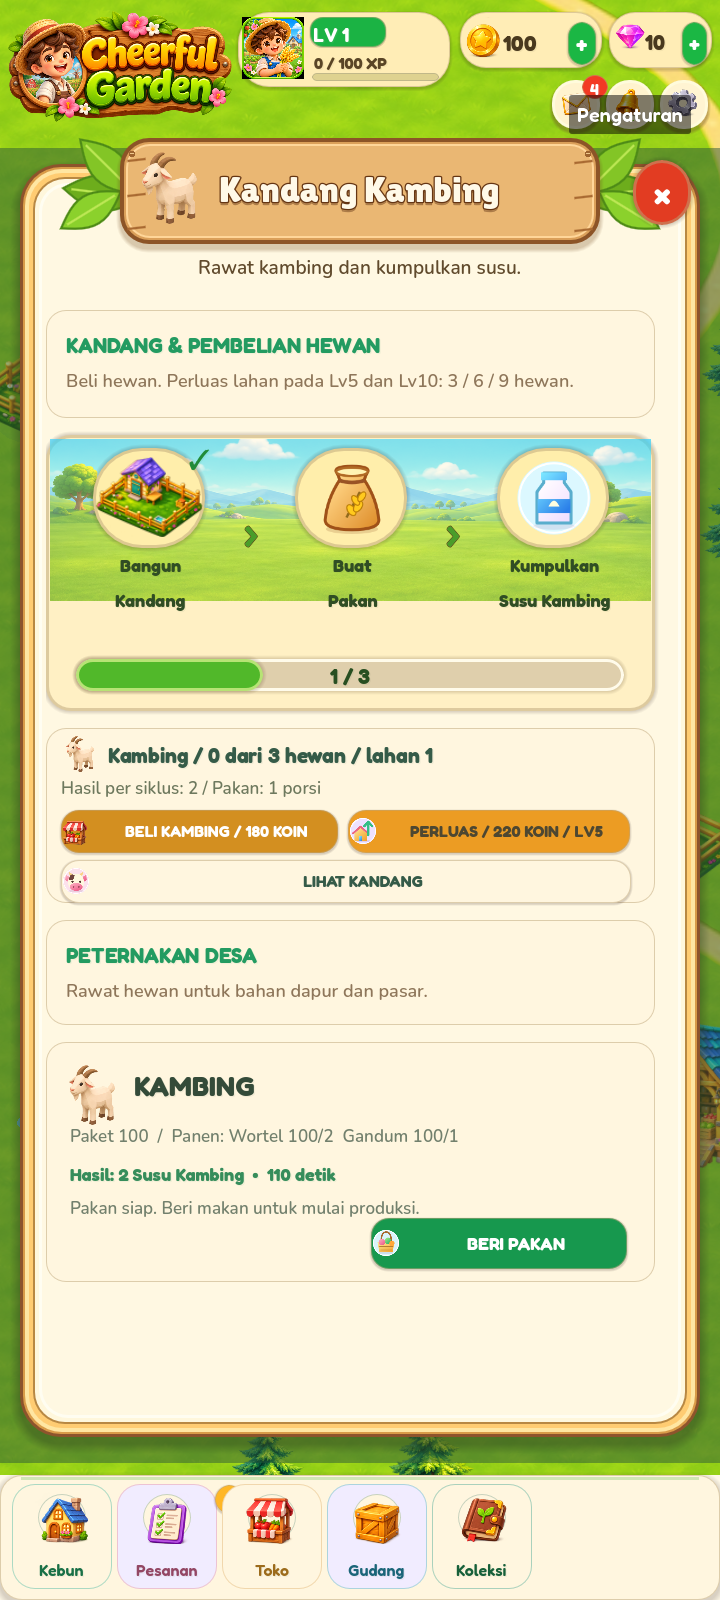 Cheerful
Garden
LV 1
0 / 100 XP
100
+
10
+
4
Pengaturan
Kandang Kambing
×
Rawat kambing dan kumpulkan susu.
KANDANG & PEMBELIAN HEWAN
Beli hewan. Perluas lahan pada Lv5 dan Lv10: 3 / 6 / 9 hewan.
Bangun
Kandang
Buat
Pakan
Kumpulkan
Susu Kambing
1 / 3
Kambing / 0 dari 3 hewan / lahan 1
Hasil per siklus: 2 / Pakan: 1 porsi
BELI KAMBING / 180 KOIN
PERLUAS / 220 KOIN / LV5
LIHAT KANDANG
PETERNAKAN DESA
Rawat hewan untuk bahan dapur dan pasar.
KAMBING
Paket 100 / Panen: Wortel 100/2 Gandum 100/1
Hasil: 2 Susu Kambing • 110 detik
Pakan siap. Beri makan untuk mulai produksi.
BERI PAKAN
Kebun
Pesanan
Toko
Gudang
Koleksi